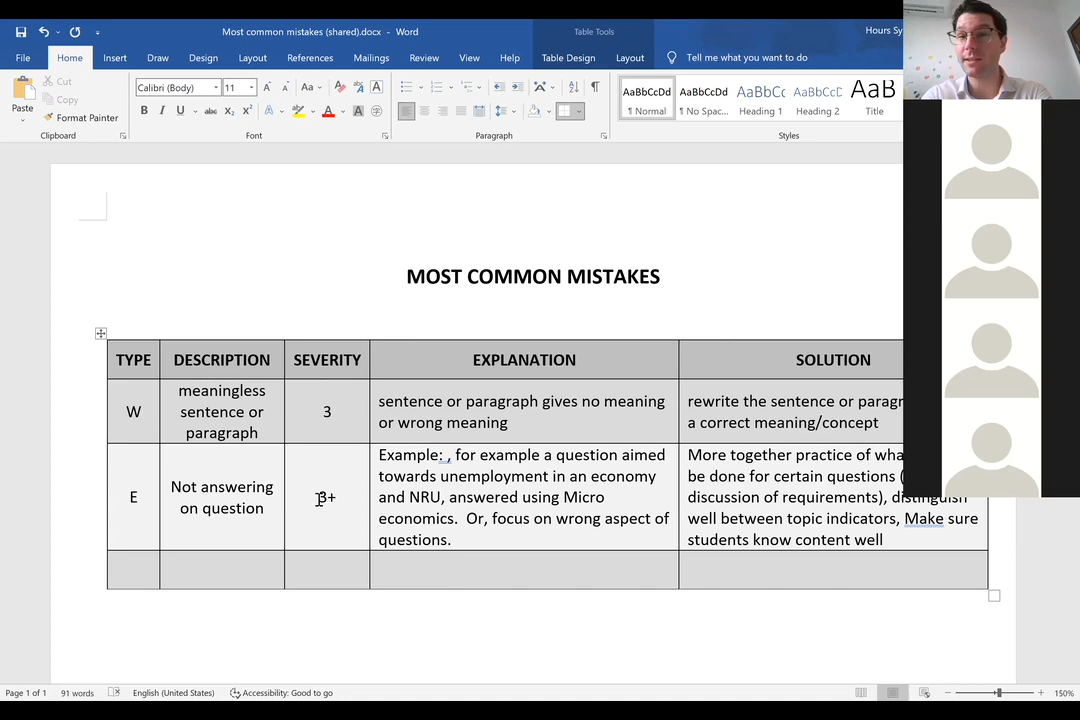 Most common mistakes (shared).docx - Word
Table Tools
Hours Sy
File Home Insert Draw Design Layout References Mailings Review View Help Table Design Layout Tell me what you want to do
Paste
Cut
Copy
Format Painter
Clipboard
Calibri (Body) 11
Font
Paragraph
AaBbCcDd AaBbCcDd AaBbCc AaBbCcD AaB
¶ Normal ¶ No Spac... Heading 1 Heading 2 Title
Styles
MOST COMMON MISTAKES
TYPE DESCRIPTION SEVERITY EXPLANATION SOLUTION
W
meaningless
sentence or
paragraph
3
sentence or paragraph gives no meaning
or wrong meaning
rewrite the sentence or paragr
a correct meaning/concept
E
Not answering
on question
3+
Example: , for example a question aimed
towards unemployment in an economy
and NRU, answered using Micro
economics. Or, focus on wrong aspect of
questions.
More together practice of wha
be done for certain questions (
discussion of requirements), distinguish
well between topic indicators, Make sure
students know content well
Page 1 of 1 91 words English (United States) Accessibility: Good to go 150%